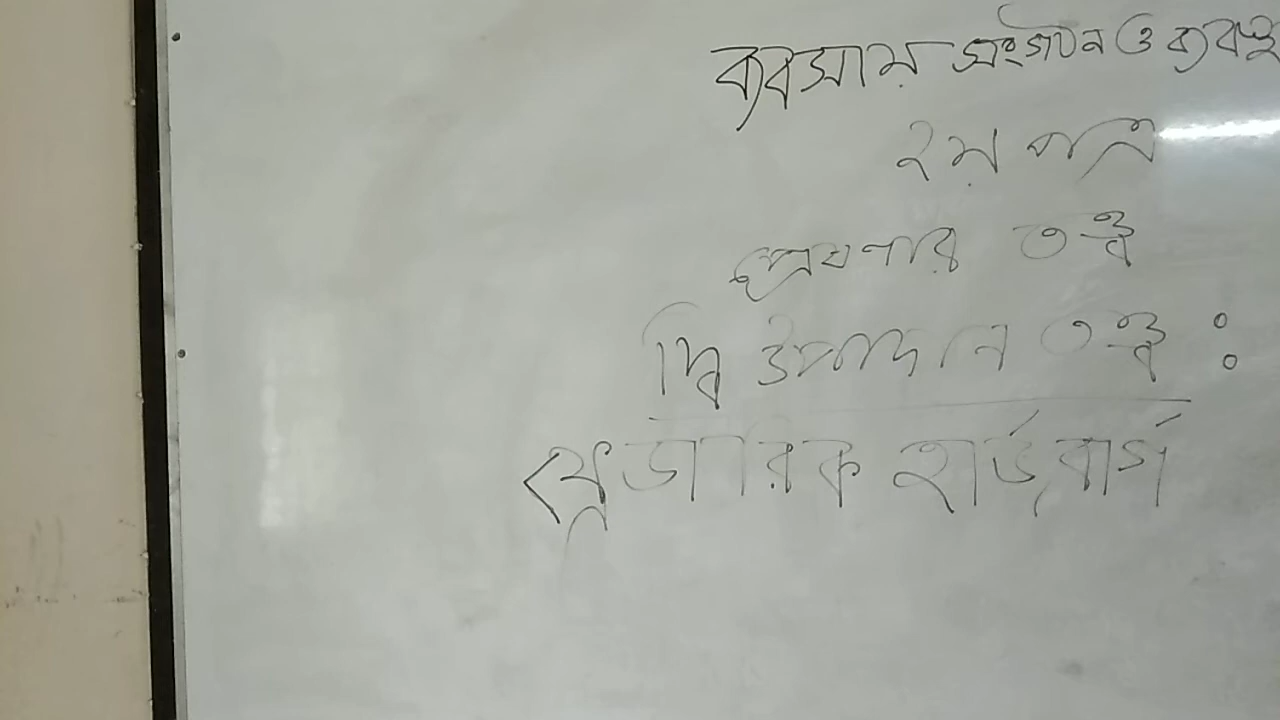 ব্যবসায় সংগঠন ও ব্যবস্থ
২য় পত্র
প্রেষণার তত্ত্ব
দ্বি উপাদান তত্ত্ব :
ফ্রেডারিক হার্জবার্গ